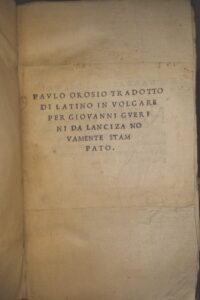 PAVLO OROSIO TRADOTTO
DI LATINO IN VOLGARE
PER GIOVANNI GVERI
NI DA LANCIZA NO
VAMENTE STAM
PATO.